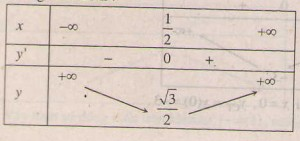 x −∞ 1/2 +∞
y' − 0 +
y +∞ √3/2 +∞